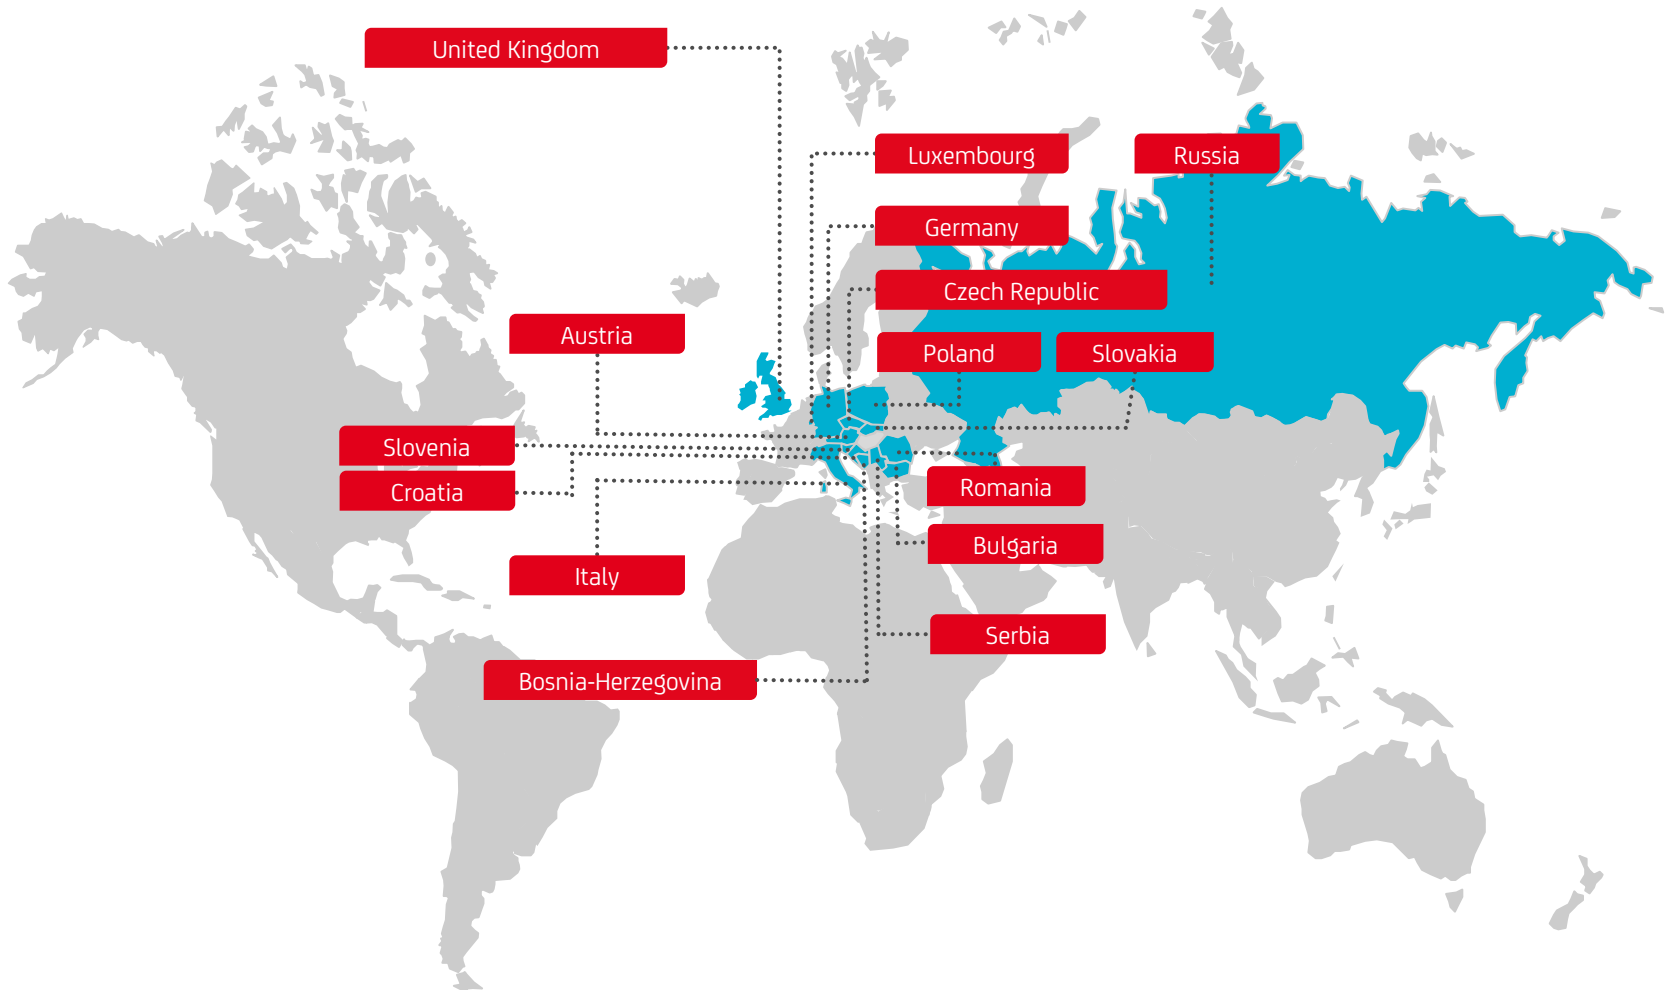 United Kingdom
Luxembourg
Russia
Germany
Czech Republic
Austria
Poland
Slovakia
Slovenia
Croatia
Romania
Bulgaria
Italy
Serbia
Bosnia-Herzegovina